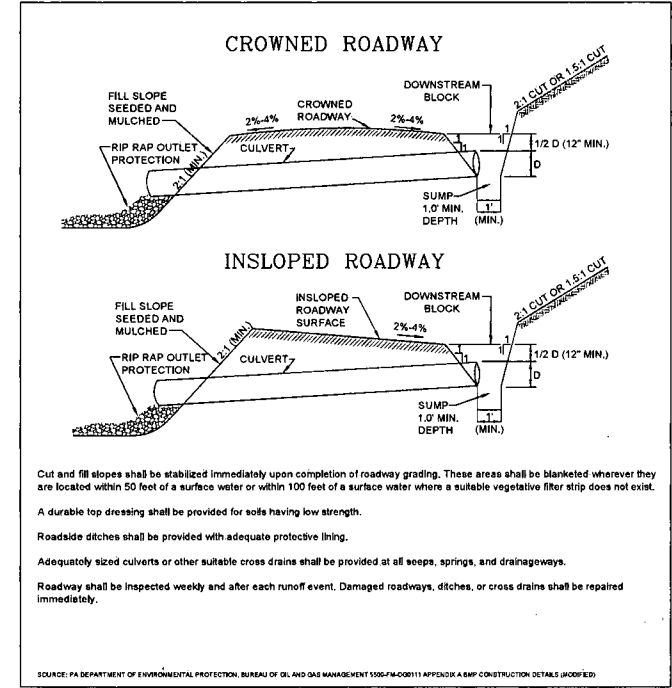 CROWNED ROADWAY
FILL SLOPE
SEEDED AND
MULCHED
RIP RAP OUTLET
PROTECTION
2:1 (MIN.)
2%-4%
CROWNED
ROADWAY
2%-4%
CULVERT
DOWNSTREAM
BLOCK
2:1 CUT OR 1.5:1 CUT
1
1
1
1
1/2 D (12" MIN.)
D
SUMP
1.0' MIN.
DEPTH
1'
(MIN.)
INSLOPED ROADWAY
FILL SLOPE
SEEDED AND
MULCHED
RIP RAP OUTLET
PROTECTION
2:1 (MIN.)
INSLOPED
ROADWAY
SURFACE
2%-4%
CULVERT
DOWNSTREAM
BLOCK
2:1 CUT OR 1.5:1 CUT
1
1
1
1
1/2 D (12" MIN.)
D
SUMP
1.0' MIN.
DEPTH
1'
(MIN.)
Cut and fill slopes shall be stabilized immediately upon completion of roadway grading. These areas shall be blanketed wherever they
are located within 50 feet of a surface water or within 100 feet of a surface water where a suitable vegetative filter strip does not exist.
A durable top dressing shall be provided for soils having low strength.
Roadside ditches shall be provided with adequate protective lining.
Adequately sized culverts or other suitable cross drains shall be provided at all seeps, springs, and drainageways.
Roadway shall be inspected weekly and after each runoff event. Damaged roadways, ditches, or cross drains shall be repaired
immediately.
SOURCE: PA DEPARTMENT OF ENVIRONMENTAL PROTECTION, BUREAU OF OIL AND GAS MANAGEMENT 5500-FM-OG0111 APPENDIX A BMP CONSTRUCTION DETAILS (MODIFIED)